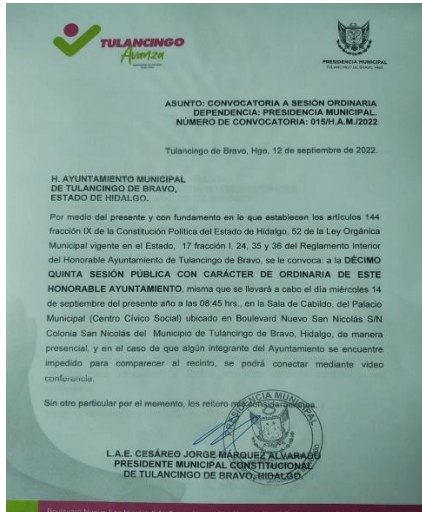 TULANCINGO
Avanza
PRESIDENCIA MUNICIPAL
TULANCINGO DE BRAVO, HGO.
ASUNTO: CONVOCATORIA A SESIÓN ORDINARIA
DEPENDENCIA: PRESIDENCIA MUNICIPAL.
NÚMERO DE CONVOCATORIA: 015/H.A.M./2022
Tulancingo de Bravo, Hgo, 12 de septiembre de 2022.
H. AYUNTAMIENTO MUNICIPAL
DE TULANCINGO DE BRAVO,
ESTADO DE HIDALGO.
Por medio del presente y con fundamento en lo que establecen los artículos 144
fracción IX de la Constitución Política del Estado de Hidalgo, 52 de la Ley Orgánica
Municipal vigente en el Estado, 17 fracción I, 24, 35 y 36 del Reglamento Interior
del Honorable Ayuntamiento de Tulancingo de Bravo, se le convoca: a la DÉCIMO
QUINTA SESIÓN PÚBLICA CON CARÁCTER DE ORDINARIA DE ESTE
HONORABLE AYUNTAMIENTO, misma que se llevará a cabo el día miércoles 14
de septiembre del presente año a las 08:45 hrs., en la Sala de Cabildo, del Palacio
Municipal (Centro Cívico Social) ubicado en Boulevard Nuevo San Nicolás S/N
Colonia San Nicolás del Municipio de Tulancingo de Bravo, Hidalgo, de manera
presencial, y en el caso de que algún integrante del Ayuntamiento se encuentre
impedido para comparecer al recinto, se podrá conectar mediante video
conferencia.
Sin otro particular por el momento, les reitero mis consideraciones.
PRESIDENCIA MUNICIPAL
L.A.E. CESÁREO JORGE MÁRQUEZ ALVARADO
PRESIDENTE MUNICIPAL CONSTITUCIONAL
DE TULANCINGO DE BRAVO, HIDALGO.